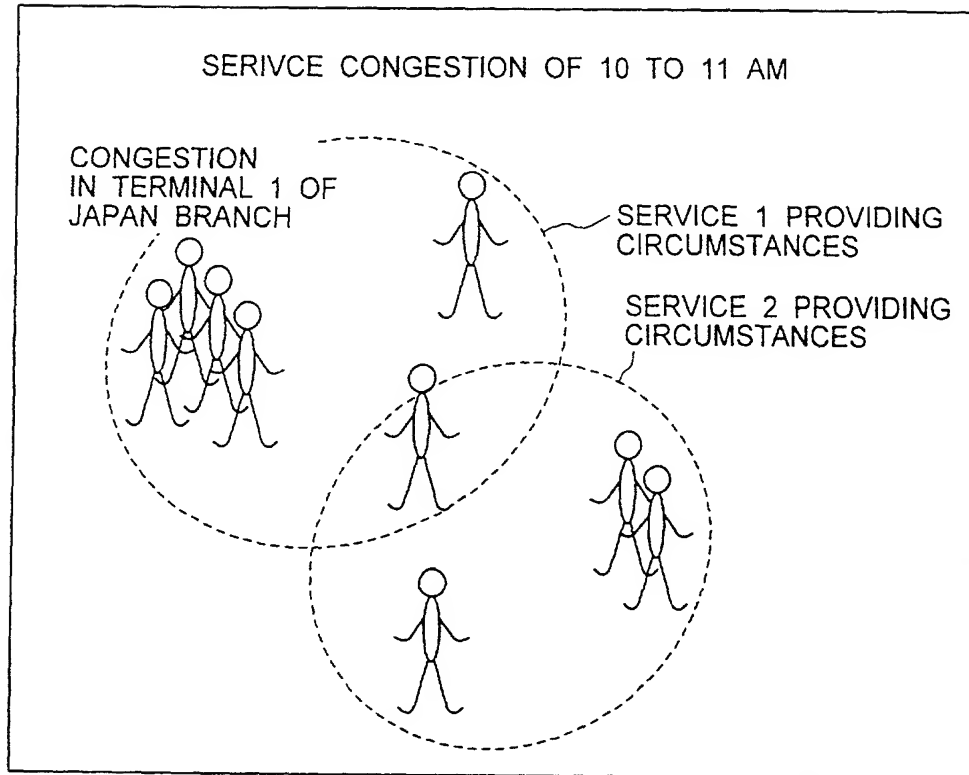 SERIVCE CONGESTION OF 10 TO 11 AM
CONGESTION
IN TERMINAL 1 OF
JAPAN BRANCH
SERVICE 1 PROVIDING
CIRCUMSTANCES
SERVICE 2 PROVIDING
CIRCUMSTANCES